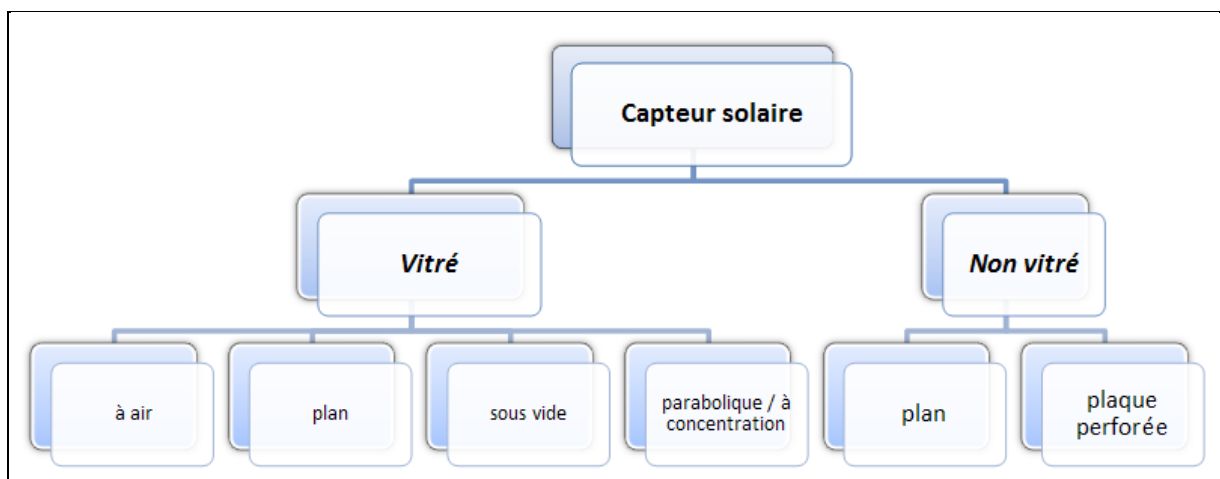 Capteur solaire
Vitré
Non vitré
à air
plan
sous vide
parabolique / à
concentration
plan
plaque
perforée